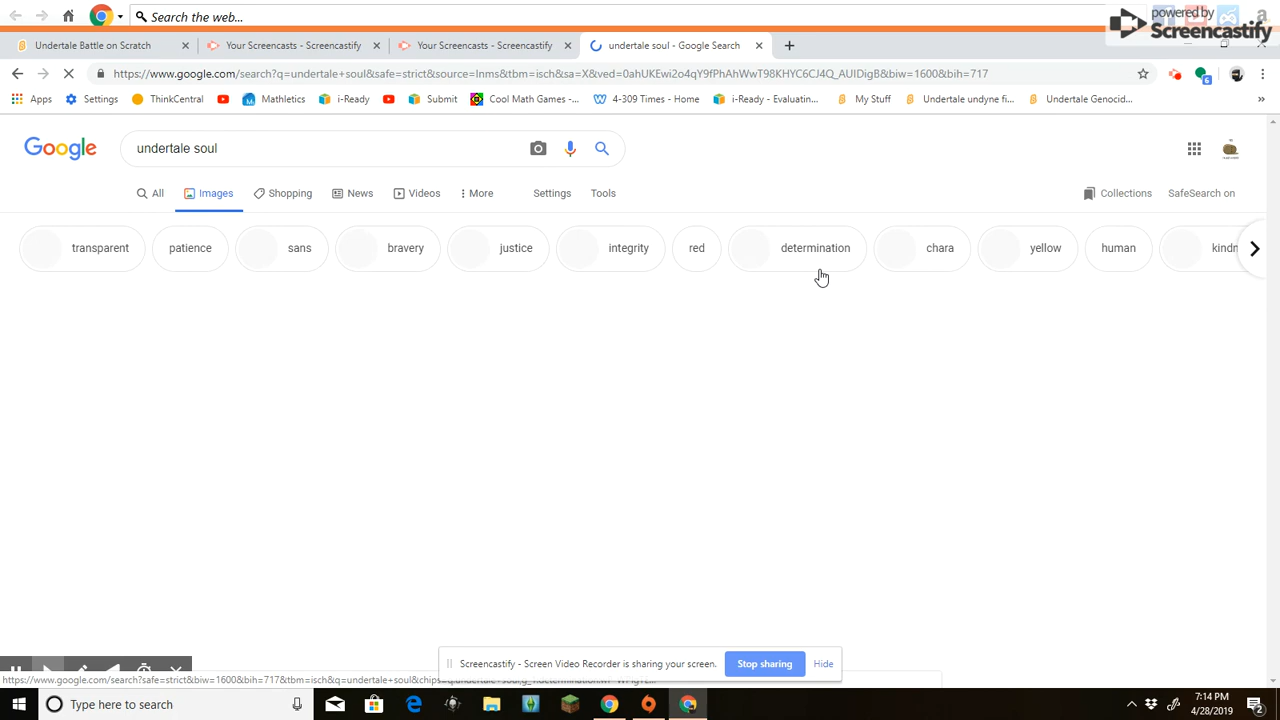 Search the web...
powered by
Screencastify
Undertale Battle on Scratch
Your Screencasts - Screencastify
Your Screencasts - Screencastify
undertale soul - Google Search
https://www.google.com/search?q=undertale+soul&safe=strict&source=lnms&tbm=isch&sa=X&ved=0ahUKEwi2o4qY9fPhAhWwT98KHYC6CJ4Q_AUIDigB&biw=1600&bih=717
6
Apps
Settings
ThinkCentral
Mathletics
i-Ready
Submit
Cool Math Games -...
4-309 Times - Home
i-Ready - Evaluatin...
My Stuff
Undertale undyne fi...
Undertale Genocid...
»
Google
undertale soul
All
Images
Shopping
News
Videos
More
Settings
Tools
Collections
SafeSearch on
transparent
patience
sans
bravery
justice
integrity
red
determination
chara
yellow
human
kindn
Screencastify - Screen Video Recorder is sharing your screen.
Stop sharing
Hide
Type here to search
7:14 PM
4/28/2019
2